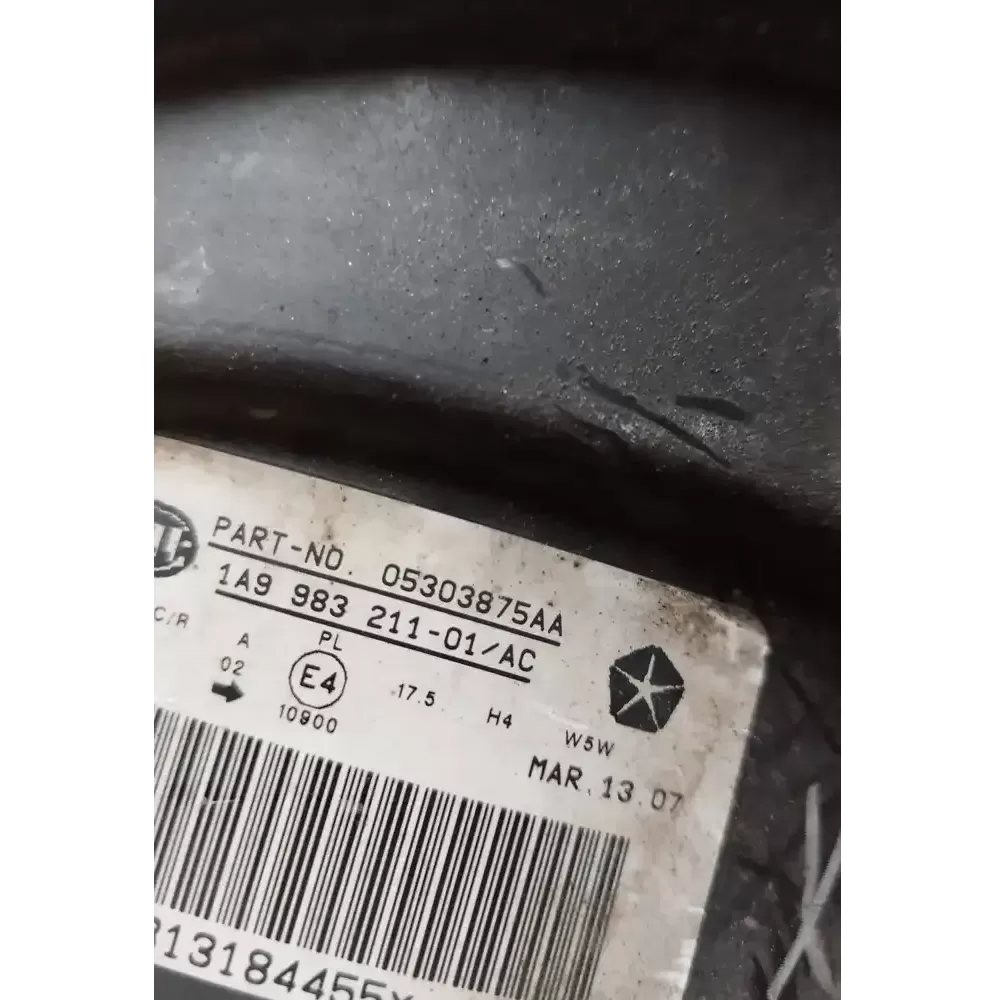 PART-NO. 05303875AA
1A9 983 211-01/AC
C/R A PL
02 E4 17.5 H4 W5W
10900
MAR.13.07
13184455X